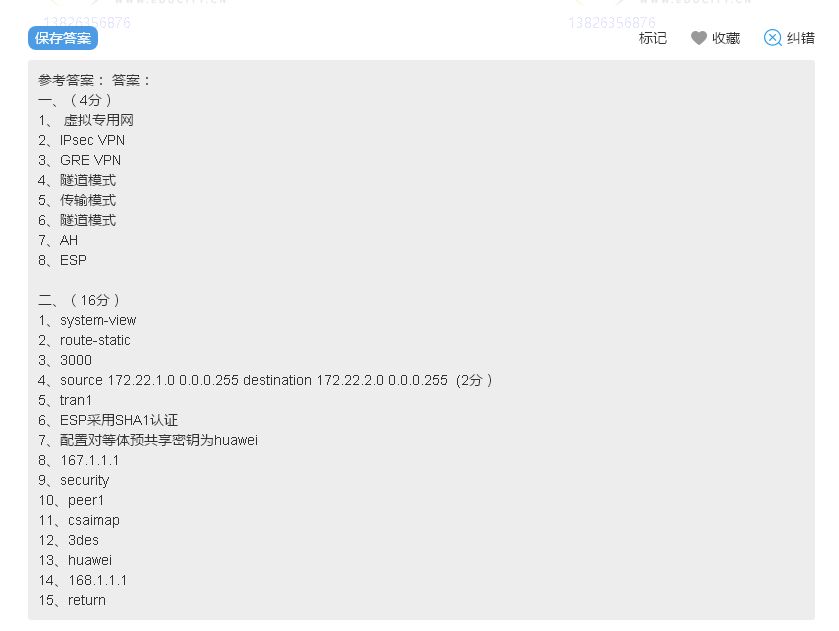 13826356876 13826356876
保存答案 标记 收藏 纠错
参考答案： 答案：
一、（4分）
1、 虚拟专用网
2、IPsec VPN
3、GRE VPN
4、隧道模式
5、传输模式
6、隧道模式
7、AH
8、ESP
二、（16分）
1、system-view
2、route-static
3、3000
4、source 172.22.1.0 0.0.0.255 destination 172.22.2.0 0.0.0.255（2分）
5、tran1
6、ESP采用SHA1认证
7、配置对等体预共享密钥为huawei
8、167.1.1.1
9、security
10、peer1
11、csaimap
12、3des
13、huawei
14、168.1.1.1
15、return